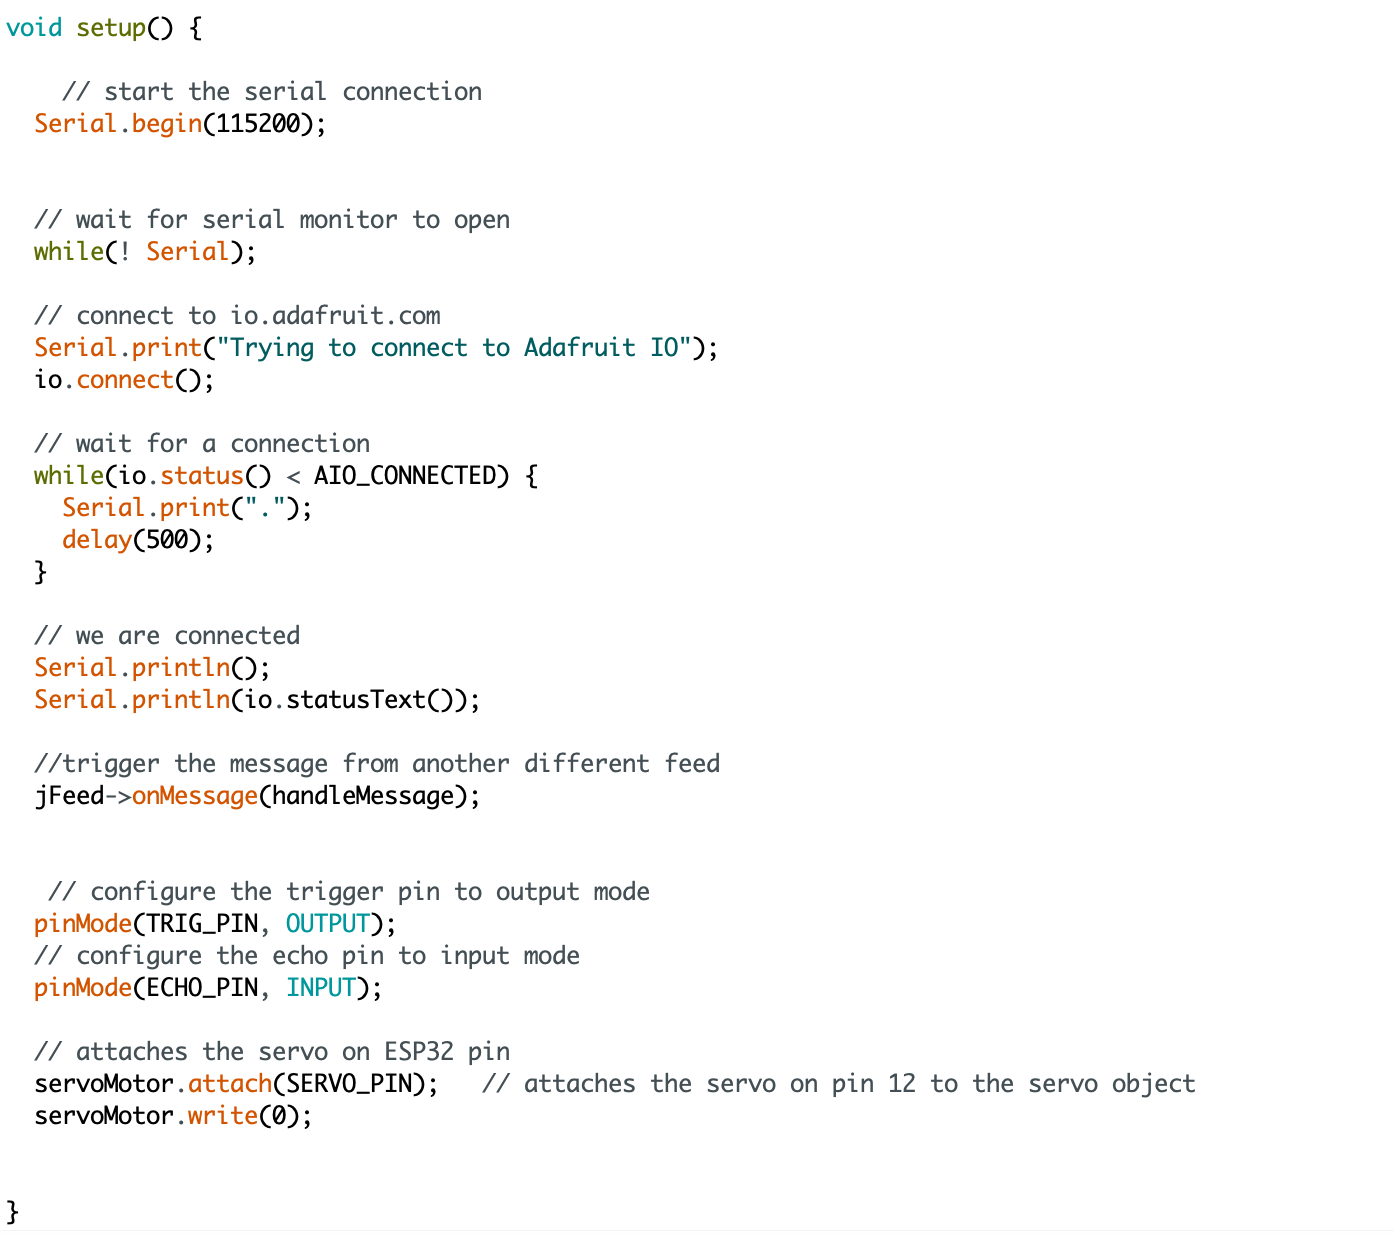 void setup() {
// start the serial connection
Serial.begin(115200);
// wait for serial monitor to open
while(! Serial);
// connect to io.adafruit.com
Serial.print("Trying to connect to Adafruit IO");
io.connect();
// wait for a connection
while(io.status() < AIO_CONNECTED) {
Serial.print(".");
delay(500);
}
// we are connected
Serial.println();
Serial.println(io.statusText());
//trigger the message from another different feed
jFeed->onMessage(handleMessage);
// configure the trigger pin to output mode
pinMode(TRIG_PIN, OUTPUT);
// configure the echo pin to input mode
pinMode(ECHO_PIN, INPUT);
// attaches the servo on ESP32 pin
servoMotor.attach(SERVO_PIN);   // attaches the servo on pin 12 to the servo object
servoMotor.write(0);
}